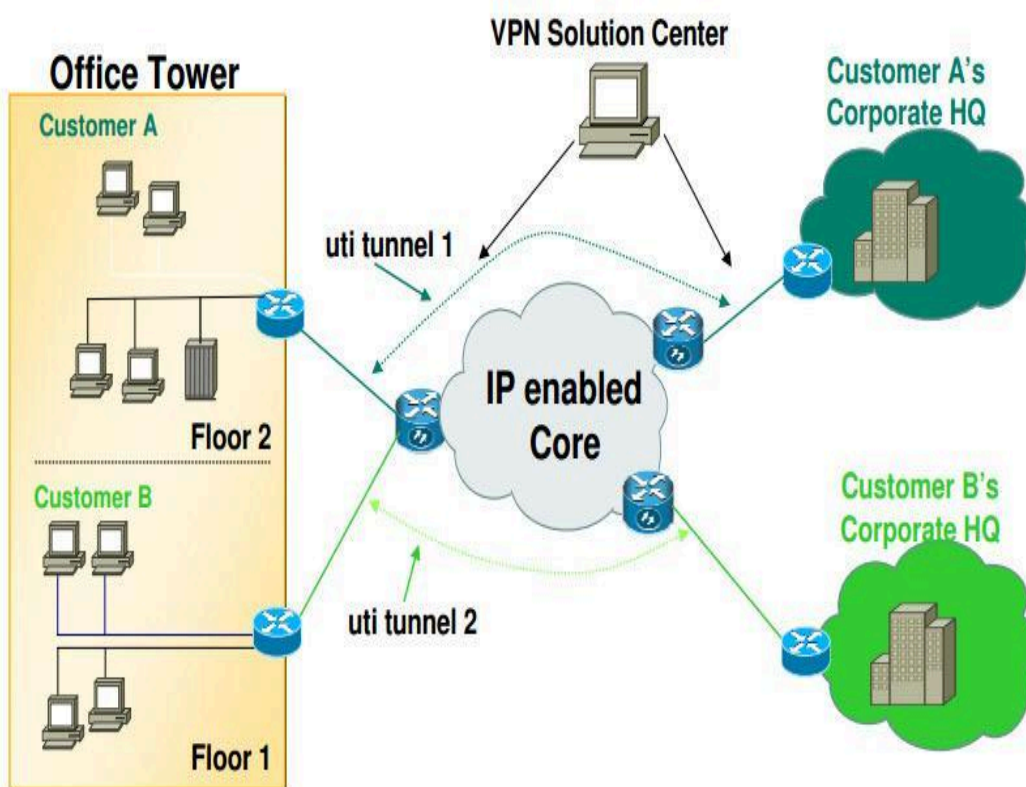 VPN Solution Center
Office Tower
Customer A's
Corporate HQ
Customer A
uti tunnel 1
IP enabled
Core
Floor 2
Customer B
Customer B's
Corporate HQ
uti tunnel 2
Floor 1